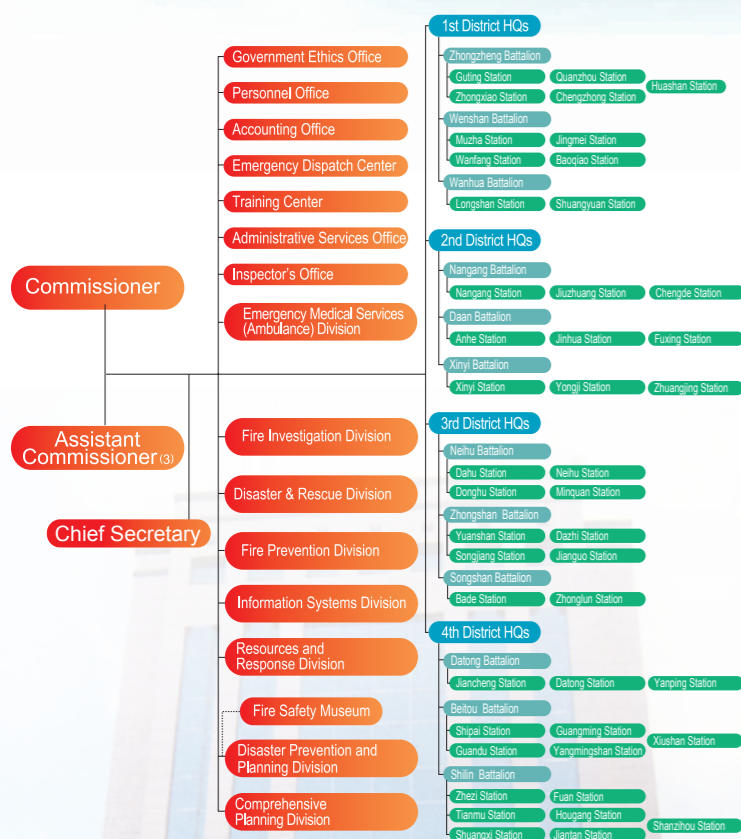 Commissioner
Assistant
Commissioner (3)
Chief Secretary
Government Ethics Office
Personnel Office
Accounting Office
Emergency Dispatch Center
Training Center
Administrative Services Office
Inspector's Office
Emergency Medical Services
(Ambulance) Division
Fire Investigation Division
Disaster & Rescue Division
Fire Prevention Division
Information Systems Division
Resources and
Response Division
Fire Safety Museum
Disaster Prevention and
Planning Division
Comprehensive
Planning Division
1st District HQs
Zhongzheng Battalion
Guting Station
Quanzhou Station
Huashan Station
Zhongxiao Station
Chengzhong Station
Wenshan Battalion
Muzha Station
Jingmei Station
Wanfang Station
Baoqiao Station
Wanhua Battalion
Longshan Station
Shuangyuan Station
2nd District HQs
Nangang Battalion
Nangang Station
Jiuzhuang Station
Chengde Station
Daan Battalion
Anhe Station
Jinhua Station
Fuxing Station
Xinyi Battalion
Xinyi Station
Yongji Station
Zhuangjing Station
3rd District HQs
Neihu Battalion
Dahu Station
Neihu Station
Donghu Station
Minquan Station
Zhongshan Battalion
Yuanshan Station
Dazhi Station
Songjiang Station
Jianguo Station
Songshan Battalion
Bade Station
Zhonglun Station
4th District HQs
Datong Battalion
Jiancheng Station
Datong Station
Yanping Station
Beitou Battalion
Shipai Station
Guangming Station
Xiushan Station
Guandu Station
Yangmingshan Station
Shilin Battalion
Zhezi Station
Fuan Station
Tianmu Station
Hougang Station
Shanzihou Station
Shuangxi Station
Jiantan Station